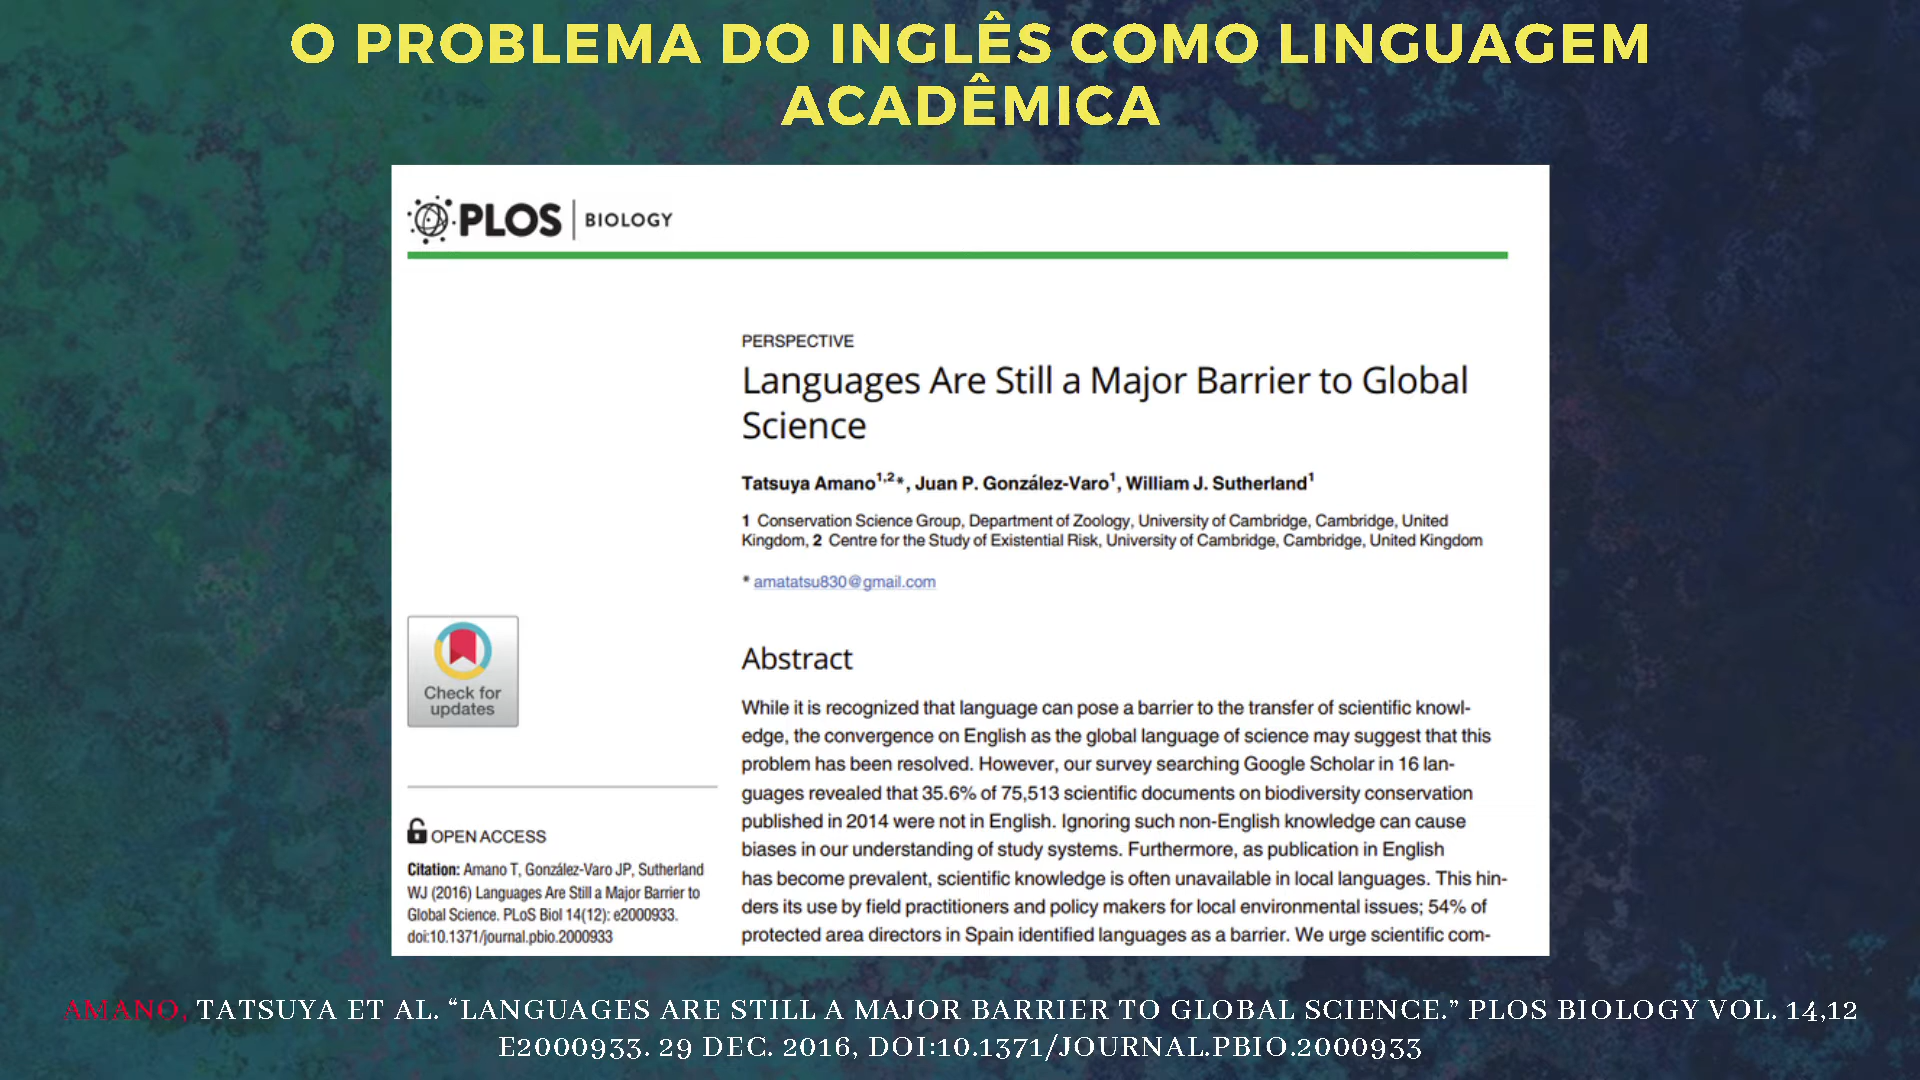 O PROBLEMA DO INGLÊS COMO LINGUAGEM
ACADÊMICA
PLOS | BIOLOGY
PERSPECTIVE
Languages Are Still a Major Barrier to Global
Science
Tatsuya Amano1,2*, Juan P. González-Varo1, William J. Sutherland1
1 Conservation Science Group, Department of Zoology, University of Cambridge, Cambridge, United
Kingdom, 2 Centre for the Study of Existential Risk, University of Cambridge, Cambridge, United Kingdom
* amatatsu830@gmail.com
Abstract
While it is recognized that language can pose a barrier to the transfer of scientific knowl-
edge, the convergence on English as the global language of science may suggest that this
problem has been resolved. However, our survey searching Google Scholar in 16 lan-
guages revealed that 35.6% of 75,513 scientific documents on biodiversity conservation
published in 2014 were not in English. Ignoring such non-English knowledge can cause
biases in our understanding of study systems. Furthermore, as publication in English
has become prevalent, scientific knowledge is often unavailable in local languages. This hin-
ders its use by field practitioners and policy makers for local environmental issues; 54% of
protected area directors in Spain identified languages as a barrier. We urge scientific com-
Check for
updates
OPEN ACCESS
Citation: Amano T, González-Varo JP, Sutherland
WJ (2016) Languages Are Still a Major Barrier to
Global Science. PLoS Biol 14(12): e2000933.
doi:10.1371/journal.pbio.2000933
AMANO, TATSUYA ET AL. “LANGUAGES ARE STILL A MAJOR BARRIER TO GLOBAL SCIENCE.” PLOS BIOLOGY VOL. 14,12
E2000933. 29 DEC. 2016, DOI:10.1371/JOURNAL.PBIO.2000933